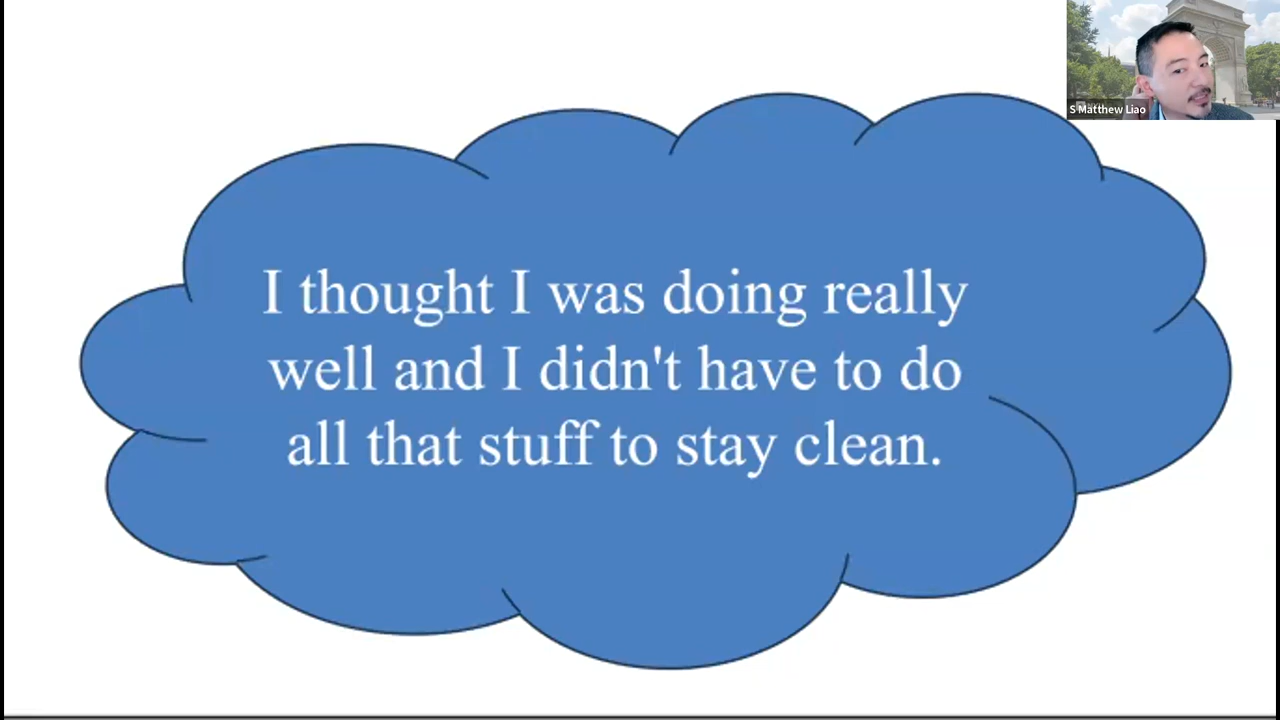 S Matthew Liao
I thought I was doing really
well and I didn't have to do
all that stuff to stay clean.